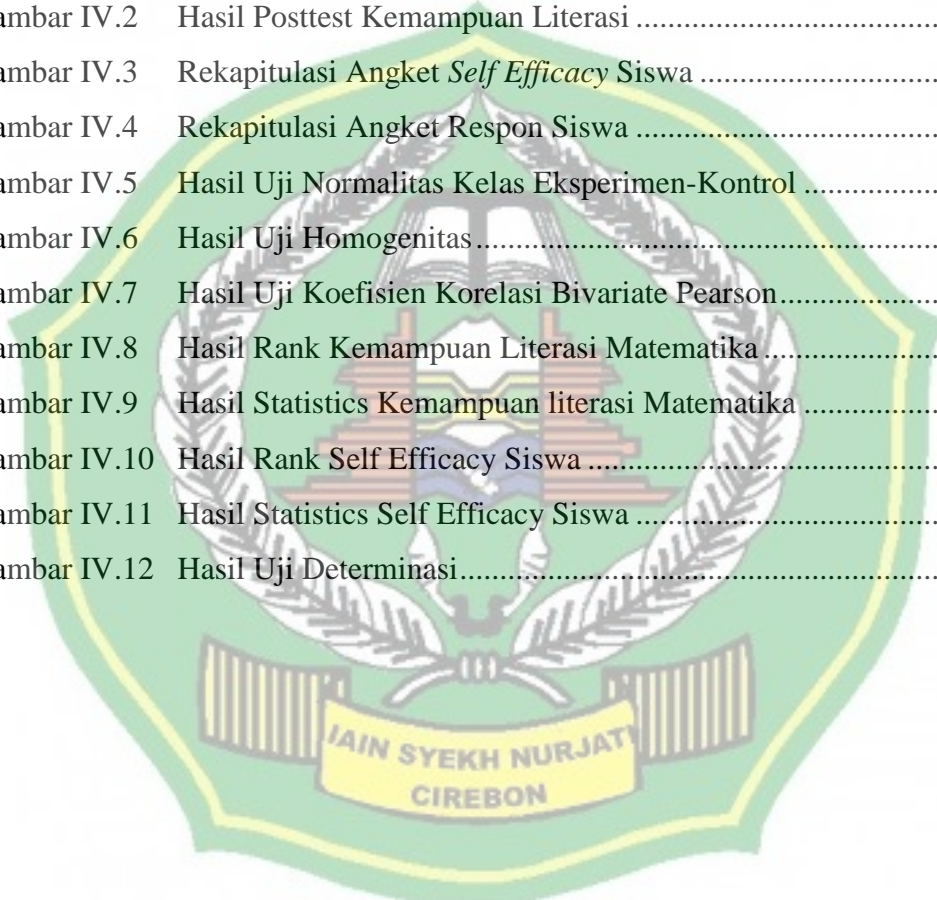 ambar IV.2 Hasil Posttest Kemampuan Literasi
ambar IV.3 Rekapitulasi Angket Self Efficacy Siswa
ambar IV.4 Rekapitulasi Angket Respon Siswa
ambar IV.5 Hasil Uji Normalitas Kelas Eksperimen-Kontrol
ambar IV.6 Hasil Uji Homogenitas
ambar IV.7 Hasil Uji Koefisien Korelasi Bivariate Pearson
ambar IV.8 Hasil Rank Kemampuan Literasi Matematika
ambar IV.9 Hasil Statistics Kemampuan literasi Matematika
ambar IV.10 Hasil Rank Self Efficacy Siswa
ambar IV.11 Hasil Statistics Self Efficacy Siswa
ambar IV.12 Hasil Uji Determinasi
IAIN SYEKH NURJATI
CIREBON